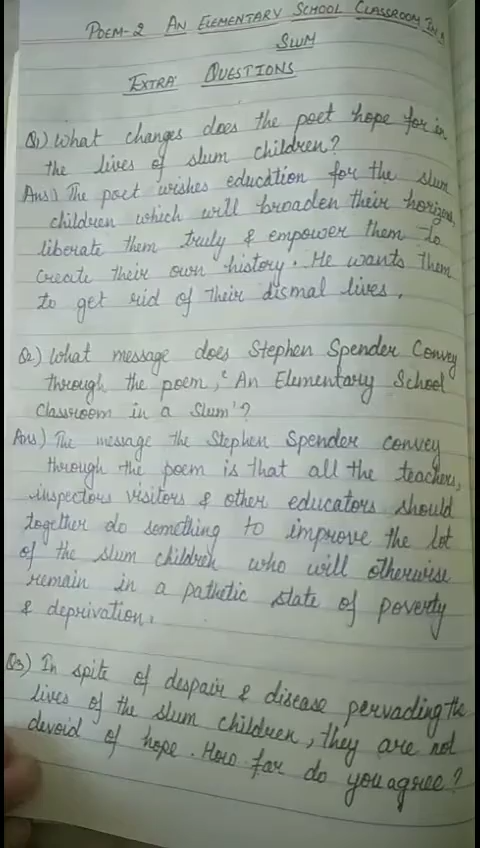 POEM-2 AN ELEMENTARY SCHOOL CLASSROOM IN A
SLUM
EXTRA QUESTIONS
Q1) What changes does the poet hope for in
the lives of slum children?
Ans) The poet wishes education for the slum
children which will broaden their horizons,
liberate them truly & empower them to
create their own history. He wants them
to get rid of their dismal lives.
Q2) What message does Stephen Spender convey
through the poem, 'An Elementary School
Classroom in a Slum'?
Ans) The message the Stephen Spender convey
through the poem is that all the teachers,
inspectors visitors & other educators should
together do something to improve the lot
of the slum children who will otherwise
remain in a pathetic state of poverty
& deprivation.
Q3) In spite of despair & disease pervading the
lives of the slum children, they are not
devoid of hope. How far do you agree?